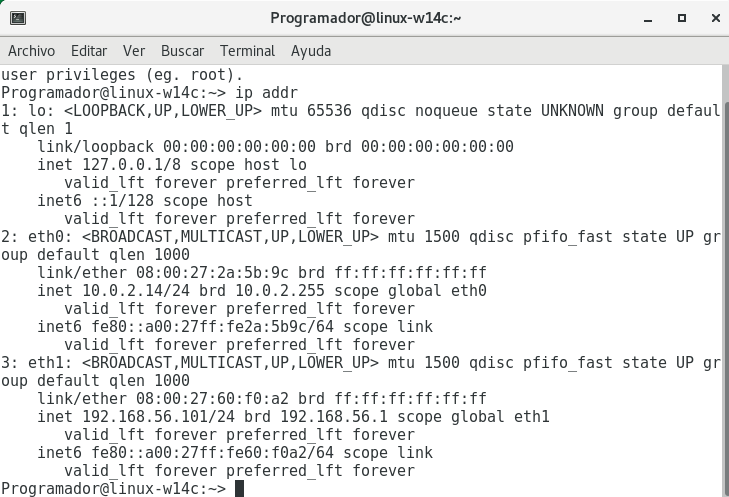 Programador@linux-w14c:~
Archivo Editar Ver Buscar Terminal Ayuda
user privileges (eg. root).
Programador@linux-w14c:~> ip addr
1: lo: <LOOPBACK,UP,LOWER_UP> mtu 65536 qdisc noqueue state UNKNOWN group defaul
t qlen 1
    link/loopback 00:00:00:00:00:00 brd 00:00:00:00:00:00
    inet 127.0.0.1/8 scope host lo
       valid_lft forever preferred_lft forever
    inet6 ::1/128 scope host
       valid_lft forever preferred_lft forever
2: eth0: <BROADCAST,MULTICAST,UP,LOWER_UP> mtu 1500 qdisc pfifo_fast state UP gr
oup default qlen 1000
    link/ether 08:00:27:2a:5b:9c brd ff:ff:ff:ff:ff:ff
    inet 10.0.2.14/24 brd 10.0.2.255 scope global eth0
       valid_lft forever preferred_lft forever
    inet6 fe80::a00:27ff:fe2a:5b9c/64 scope link
       valid_lft forever preferred_lft forever
3: eth1: <BROADCAST,MULTICAST,UP,LOWER_UP> mtu 1500 qdisc pfifo_fast state UP gr
oup default qlen 1000
    link/ether 08:00:27:60:f0:a2 brd ff:ff:ff:ff:ff:ff
    inet 192.168.56.101/24 brd 192.168.56.1 scope global eth1
       valid_lft forever preferred_lft forever
    inet6 fe80::a00:27ff:fe60:f0a2/64 scope link
       valid_lft forever preferred_lft forever
Programador@linux-w14c:~>